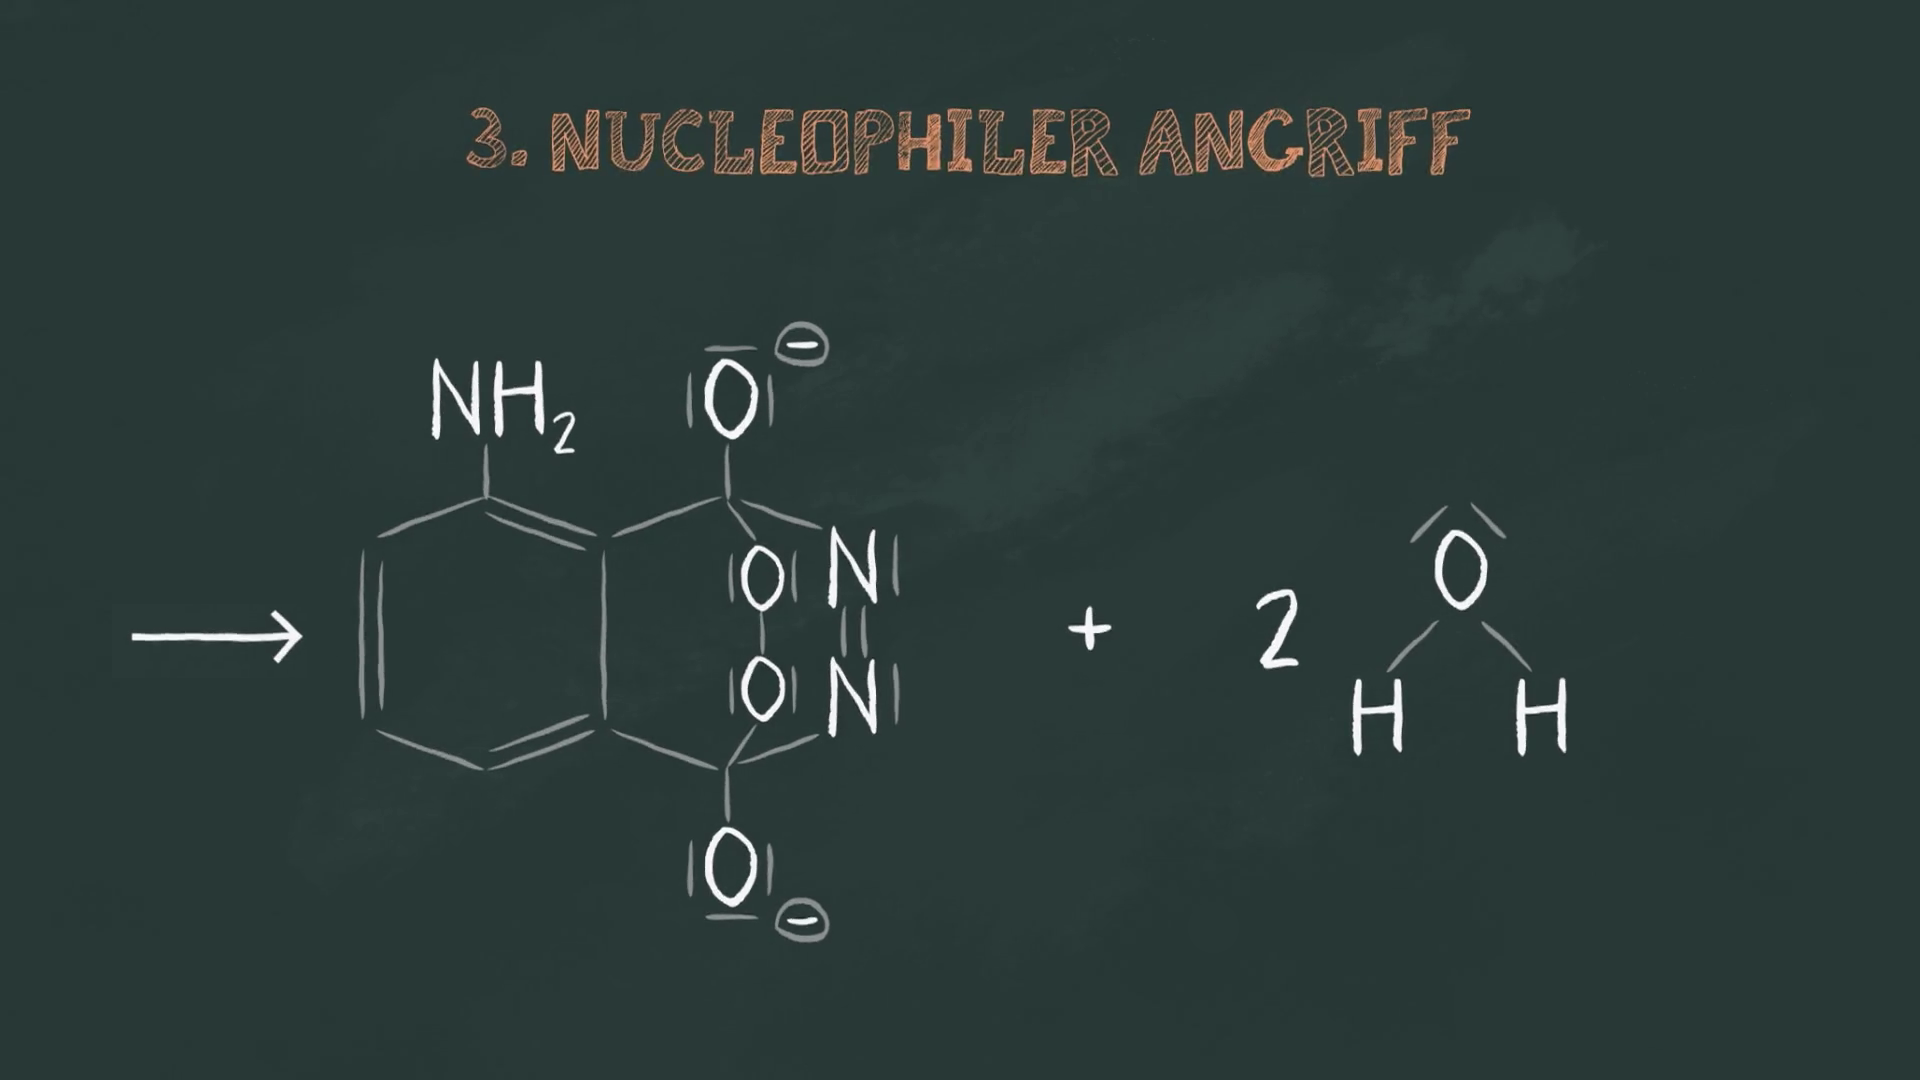 3. NUCLEOPHILER ANGRIFF
NH₂ O ⊖
O N
+ 2 O
O N
H H
O ⊖